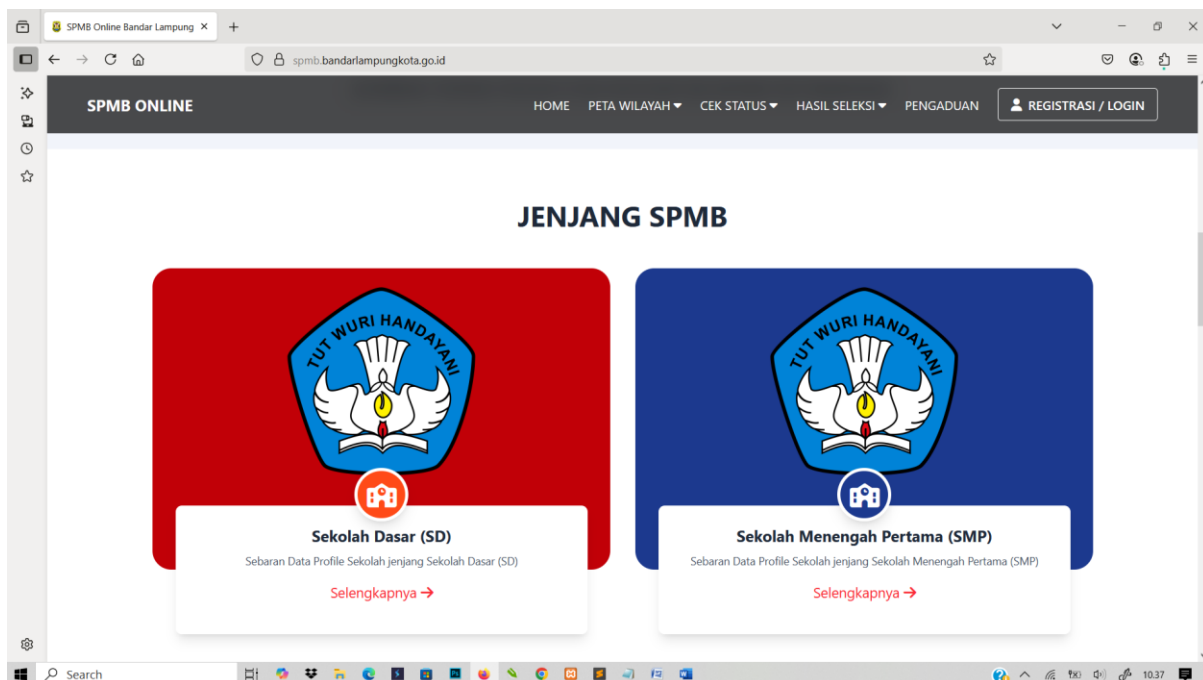 SPMB Online Bandar Lampung
spmb.bandarlampungkota.go.id
SPMB ONLINE
HOME PETA WILAYAH CEK STATUS HASIL SELEKSI PENGADUAN REGISTRASI / LOGIN
JENJANG SPMB
TUT WURI HANDAYANI
TUT WURI HANDAYANI
Sekolah Dasar (SD)
Sebaran Data Profile Sekolah jenjang Sekolah Dasar (SD)
Selengkapnya →
Sekolah Menengah Pertama (SMP)
Sebaran Data Profile Sekolah jenjang Sekolah Menengah Pertama (SMP)
Selengkapnya →
Search
10.37